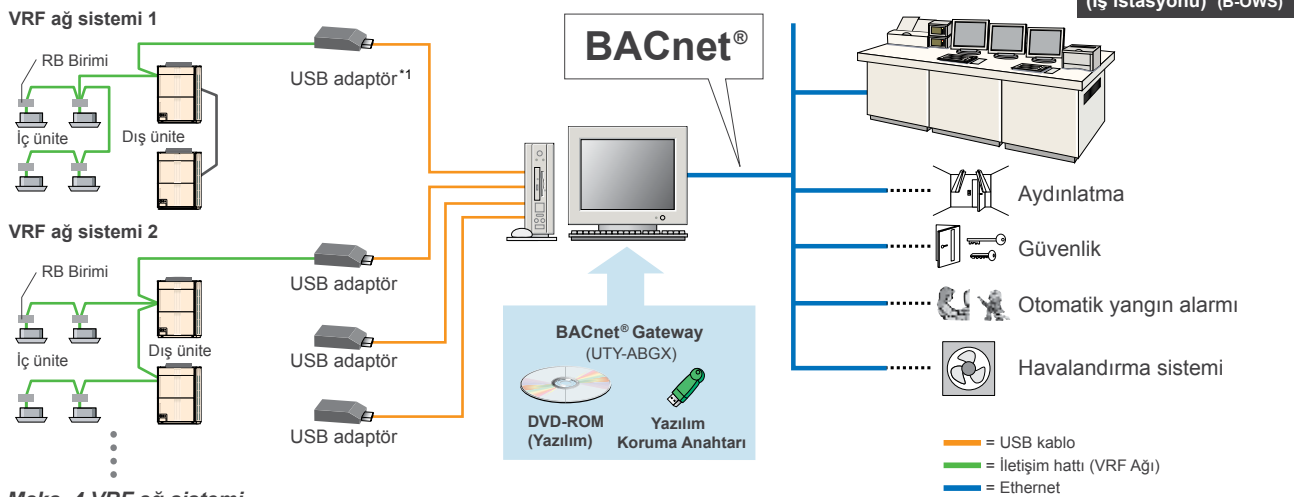 (İş İstasyonu) (B-OWS)
VRF ağ sistemi 1
RB Birimi
İç ünite
Dış ünite
USB adaptör*1
BACnet®
Aydınlatma
Güvenlik
Otomatik yangın alarmı
Havalandırma sistemi
VRF ağ sistemi 2
RB Birimi
İç ünite
Dış ünite
USB adaptör
USB adaptör
USB adaptör
BACnet® Gateway
(UTY-ABGX)
DVD-ROM
(Yazılım)
Yazılım
Koruma Anahtarı
= USB kablo
= İletişim hattı (VRF Ağı)
= Ethernet
Maks. 4 VRF ağ sistemi